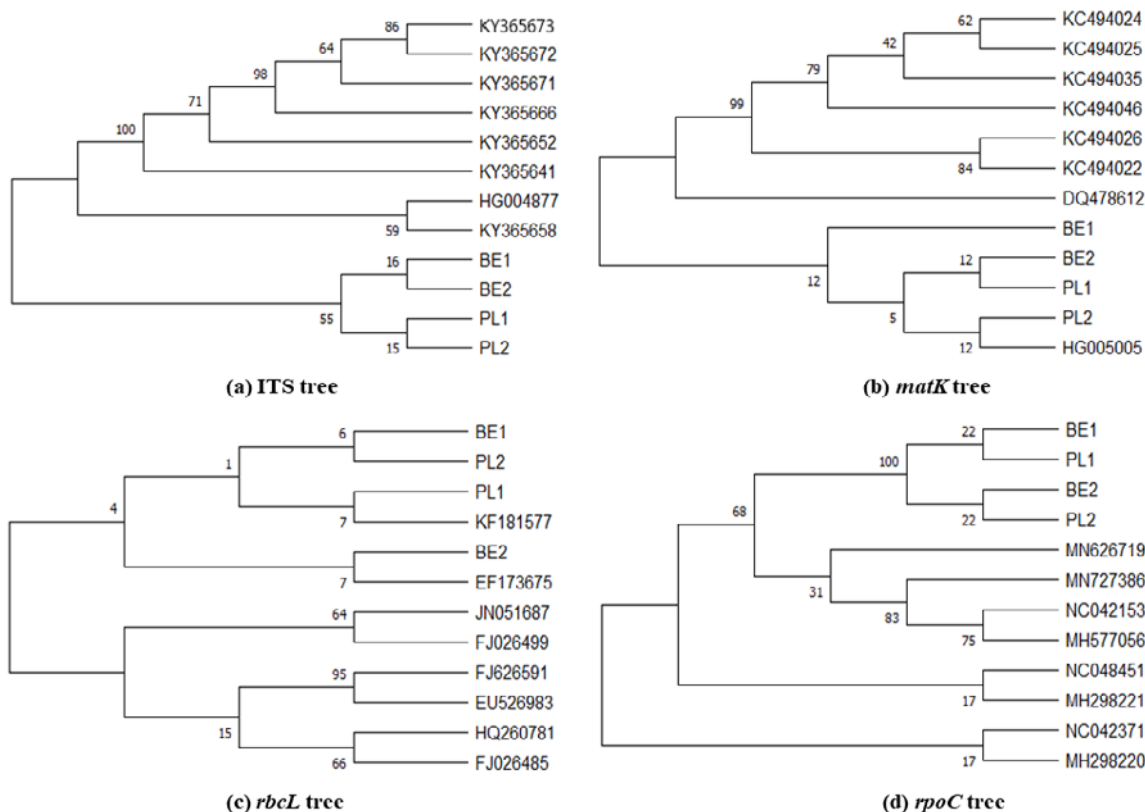 86
KY365673
KY365672
64
KY365671
98
KY365666
71
KY365652
100
KY365641
HG004877
59
KY365658
16
BE1
BE2
55
PL1
15
PL2
(a) ITS tree
62
KC494024
KC494025
42
KC494035
79
KC494046
99
KC494026
84
KC494022
DQ478612
BE1
12
12
BE2
PL1
5
PL2
12
HG005005
(b) matK tree
6
BE1
PL2
1
PL1
7
KF181577
4
BE2
7
EF173675
64
JN051687
FJ026499
95
FJ626591
EU526983
15
HQ260781
66
FJ026485
(c) rbcL tree
22
BE1
PL1
100
BE2
22
PL2
68
MN626719
31
MN727386
83
NC042153
75
MH577056
NC048451
17
MH298221
NC042371
17
MH298220
(d) rpoC tree